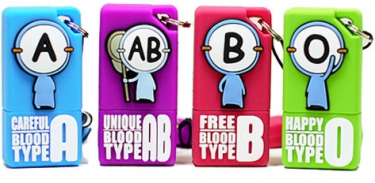 A
CAREFUL
BLOOD
TYPE A
AB
UNIQUE
BLOOD
TYPE AB
B
FREE
BLOOD
TYPE B
O
HAPPY
BLOOD
TYPE O